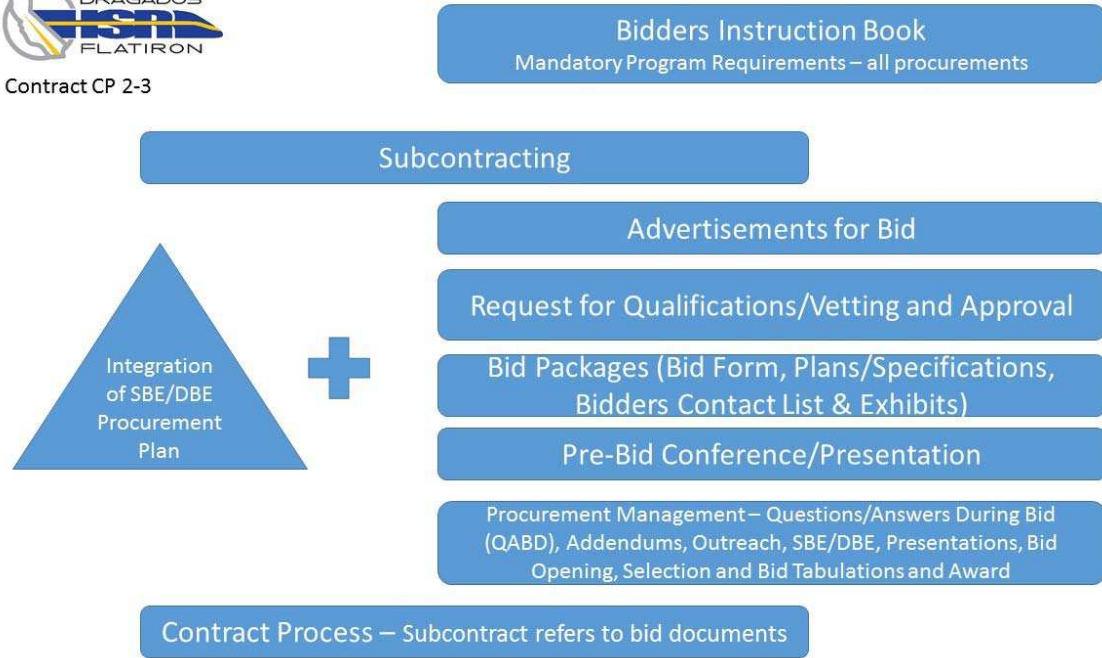 DRAGADOS
HSR
FLATIRON
Contract CP 2-3
Bidders Instruction Book
Mandatory Program Requirements – all procurements
Subcontracting
Advertisements for Bid
Request for Qualifications/Vetting and Approval
Integration
of SBE/DBE
Procurement
Plan
Bid Packages (Bid Form, Plans/Specifications,
Bidders Contact List & Exhibits)
Pre-Bid Conference/Presentation
Procurement Management – Questions/Answers During Bid
(QABD), Addendums, Outreach, SBE/DBE, Presentations, Bid
Opening, Selection and Bid Tabulations and Award
Contract Process – Subcontract refers to bid documents